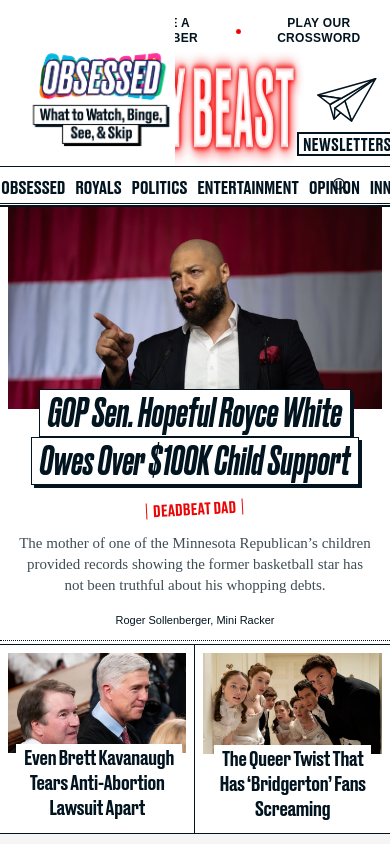 E A
BER
PLAY OUR
CROSSWORD
OBSESSED
What to Watch, Binge,
See, & Skip
Y BEAST
NEWSLETTERS
OBSESSED ROYALS POLITICS ENTERTAINMENT OPINION INN
GOP Sen. Hopeful Royce White
Owes Over $100K Child Support
DEADBEAT DAD
The mother of one of the Minnesota Republican’s children
provided records showing the former basketball star has
not been truthful about his whopping debts.
Roger Sollenberger, Mini Racker
Even Brett Kavanaugh
Tears Anti-Abortion
Lawsuit Apart
The Queer Twist That
Has ‘Bridgerton’ Fans
Screaming